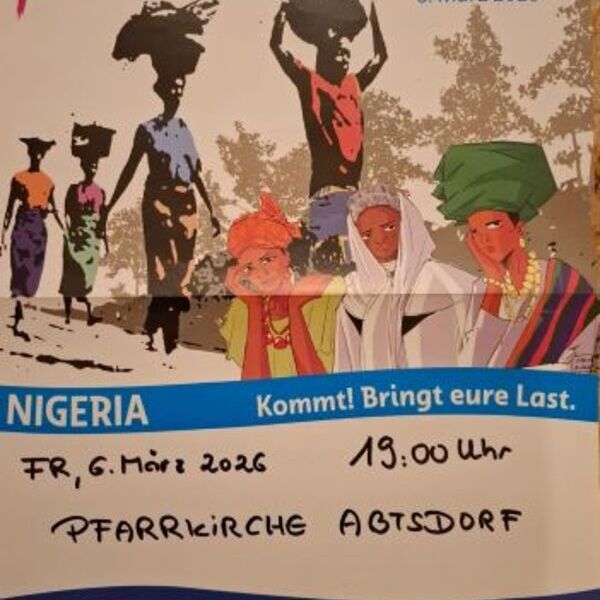 NIGERIA
Kommt! Bringt eure Last.
FR, 6. März 2026 19:00 Uhr
PFARRKIRCHE ABTSDORF